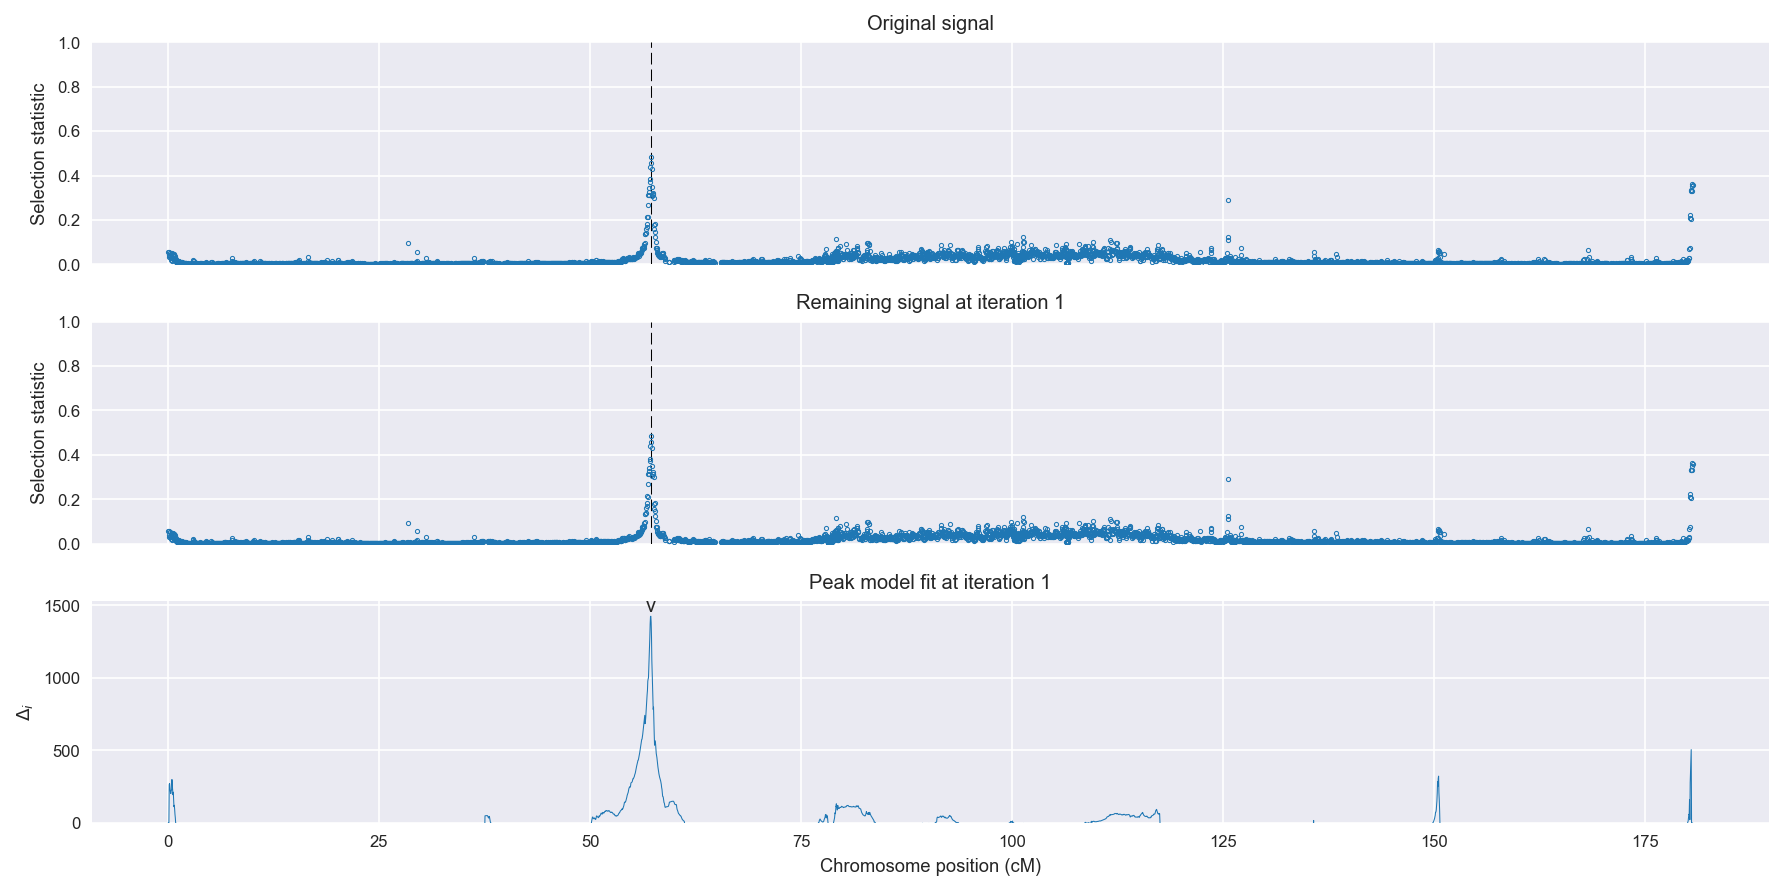 Original signal
Selection statistic
1.0
0.8
0.6
0.4
0.2
0.0
Remaining signal at iteration 1
Selection statistic
1.0
0.8
0.6
0.4
0.2
0.0
Peak model fit at iteration 1
Δi
1500
1000
500
0
v
0 25 50 75 100 125 150 175
Chromosome position (cM)